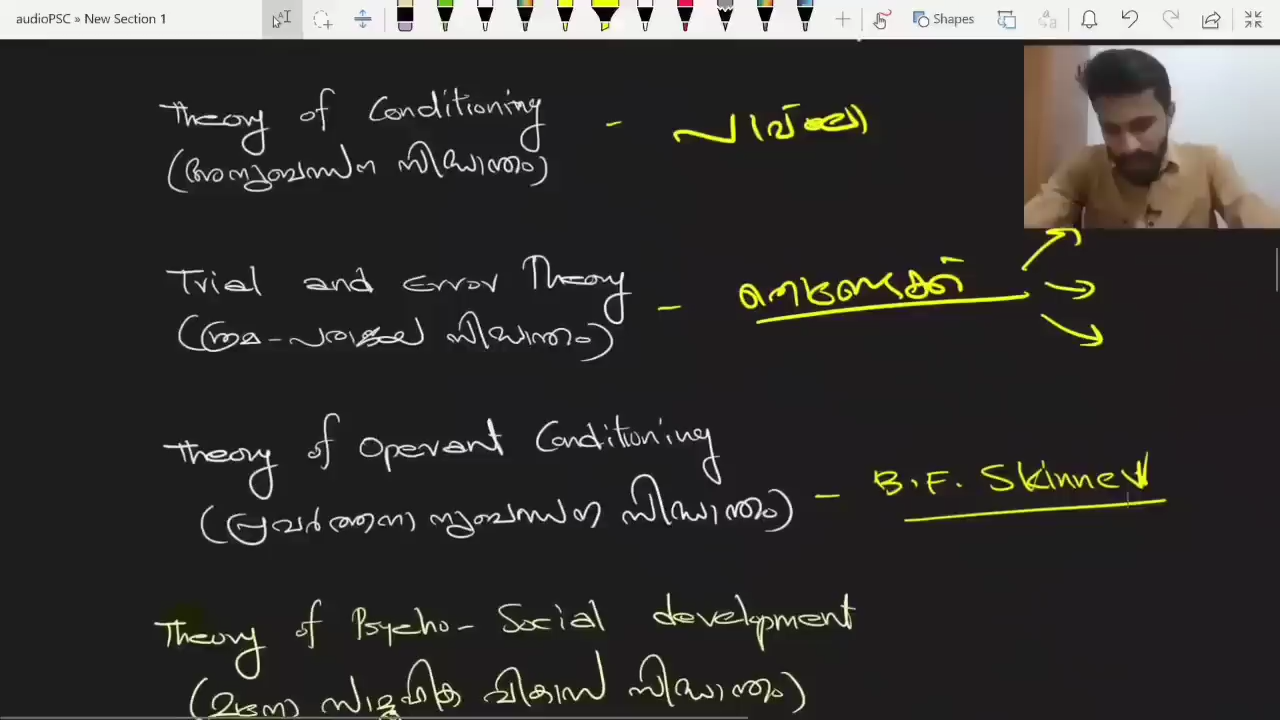 audioPSC » New Section 1
Shapes
Theory of Conditioning - പാവ്‌ലോ
(അനുബന്ധന സിദ്ധാന്തം)
Trial and Error Theory - തൊണ്ടൈക്ക്
(ശ്രമ-പരാജയ സിദ്ധാന്തം)
Theory of Operant Conditioning - B.F. Skinner
(പ്രവർത്തനാനുബന്ധന സിദ്ധാന്തം)
Theory of Psycho-Social development
(മനോ സാമൂഹിക വികാസ സിദ്ധാന്തം)